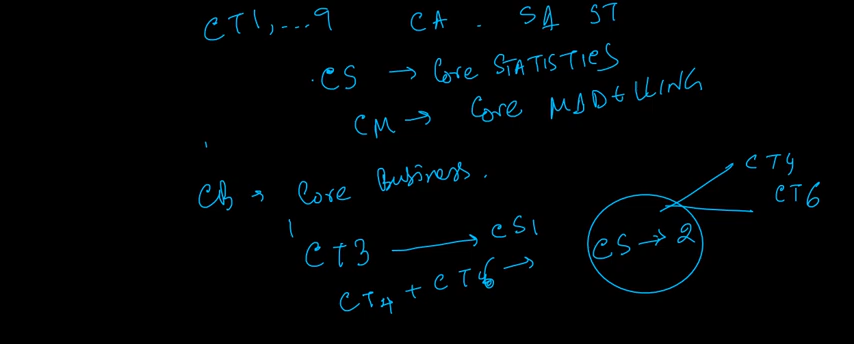 CT1,...9 CA. SA ST
CS → Core STATISTICS
CM → Core MODELLING
CB → Core Business.
CT4
CT6
CT3 → CS1
CS → 2
CT4 + CT6 →